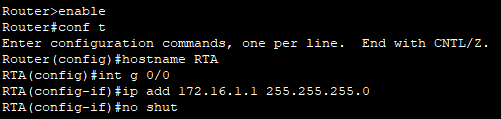 Router>enable
Router#conf t
Enter configuration commands, one per line.  End with CNTL/Z.
Router(config)#hostname RTA
RTA(config)#int g 0/0
RTA(config-if)#ip add 172.16.1.1 255.255.255.0
RTA(config-if)#no shut